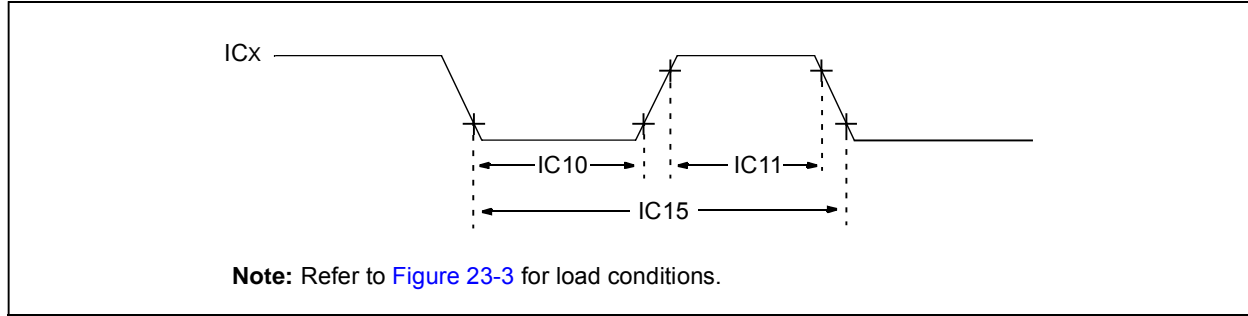 ICx
IC10
IC11
IC15
Note: Refer to Figure 23-3 for load conditions.